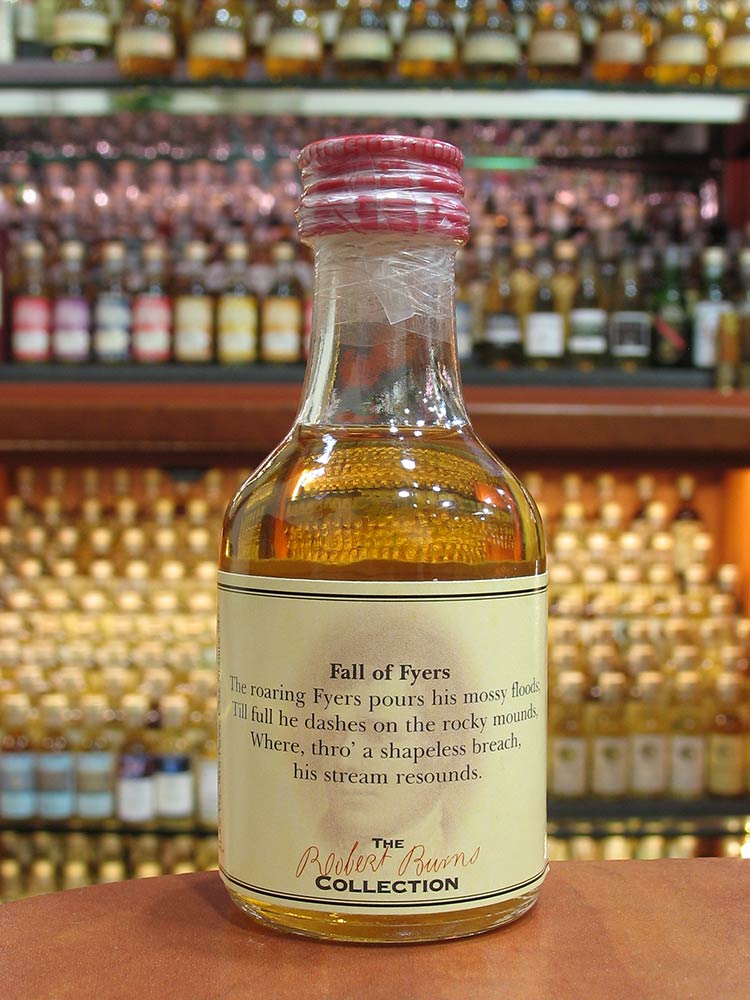 Fall of Fyers
The roaring Fyers pours his mossy floods;
Till full he dashes on the rocky mounds,
Where, thro' a shapeless breach,
his stream resounds.
THE
Robert Burns
COLLECTION